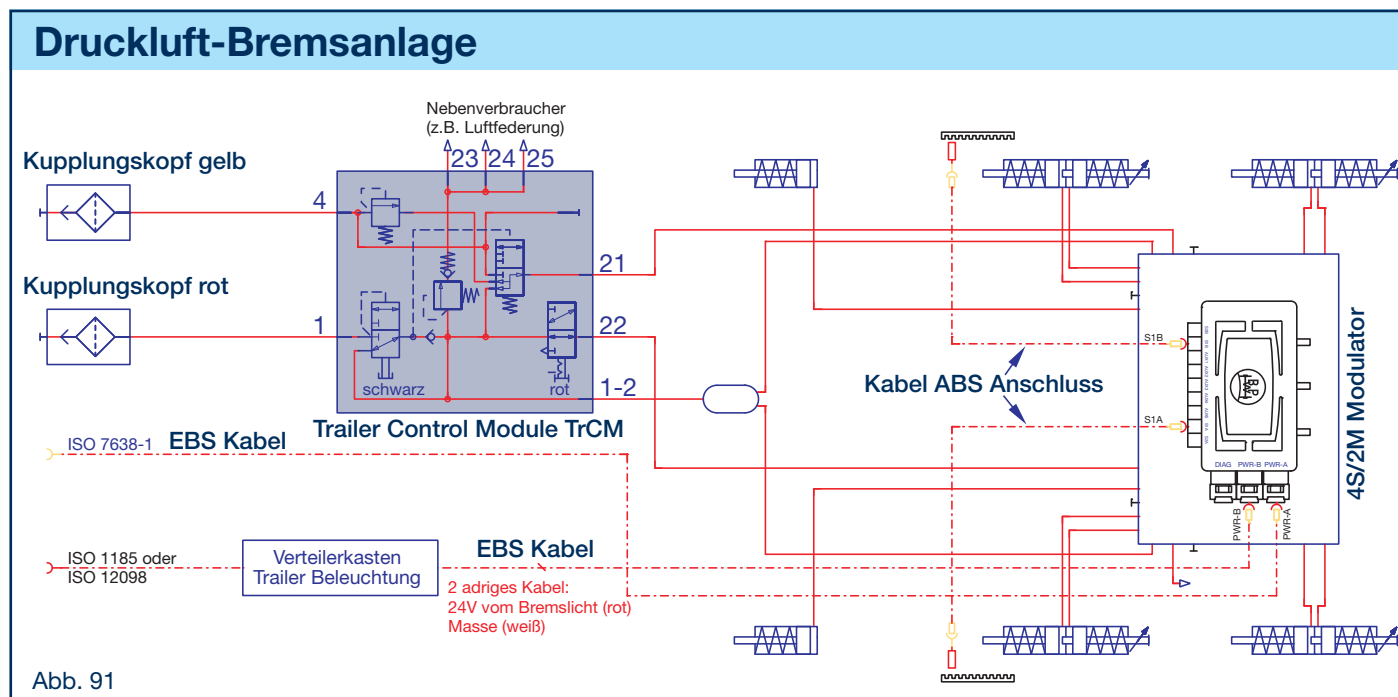 Druckluft-Bremsanlage
Nebenverbraucher
(z.B. Luftfederung)
23 24 25
Kupplungskopf gelb
4
21
Kupplungskopf rot
1
22
schwarz
rot
1-2
Trailer Control Module TrCM
ISO 7638-1 EBS Kabel
ISO 1185 oder
ISO 12098
Verteilerkasten
Trailer Beleuchtung
EBS Kabel
2 adriges Kabel:
24V vom Bremslicht (rot)
Masse (weiß)
Kabel ABS Anschluss
S1B
S1A
DIAG PWR-B PWR-A
PWR-B
PWR-A
4S/2M Modulator
Abb. 91